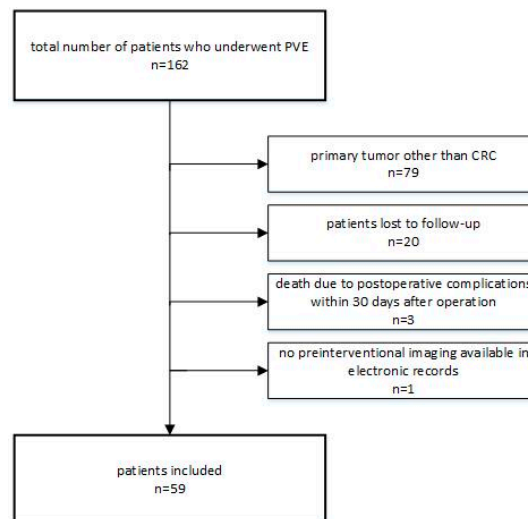 total number of patients who underwent PVE
n=162
primary tumor other than CRC
n=79
patients lost to follow-up
n=20
death due to postoperative complications
within 30 days after operation
n=3
no preinterventional imaging available in
electronic records
n=1
patients included
n=59